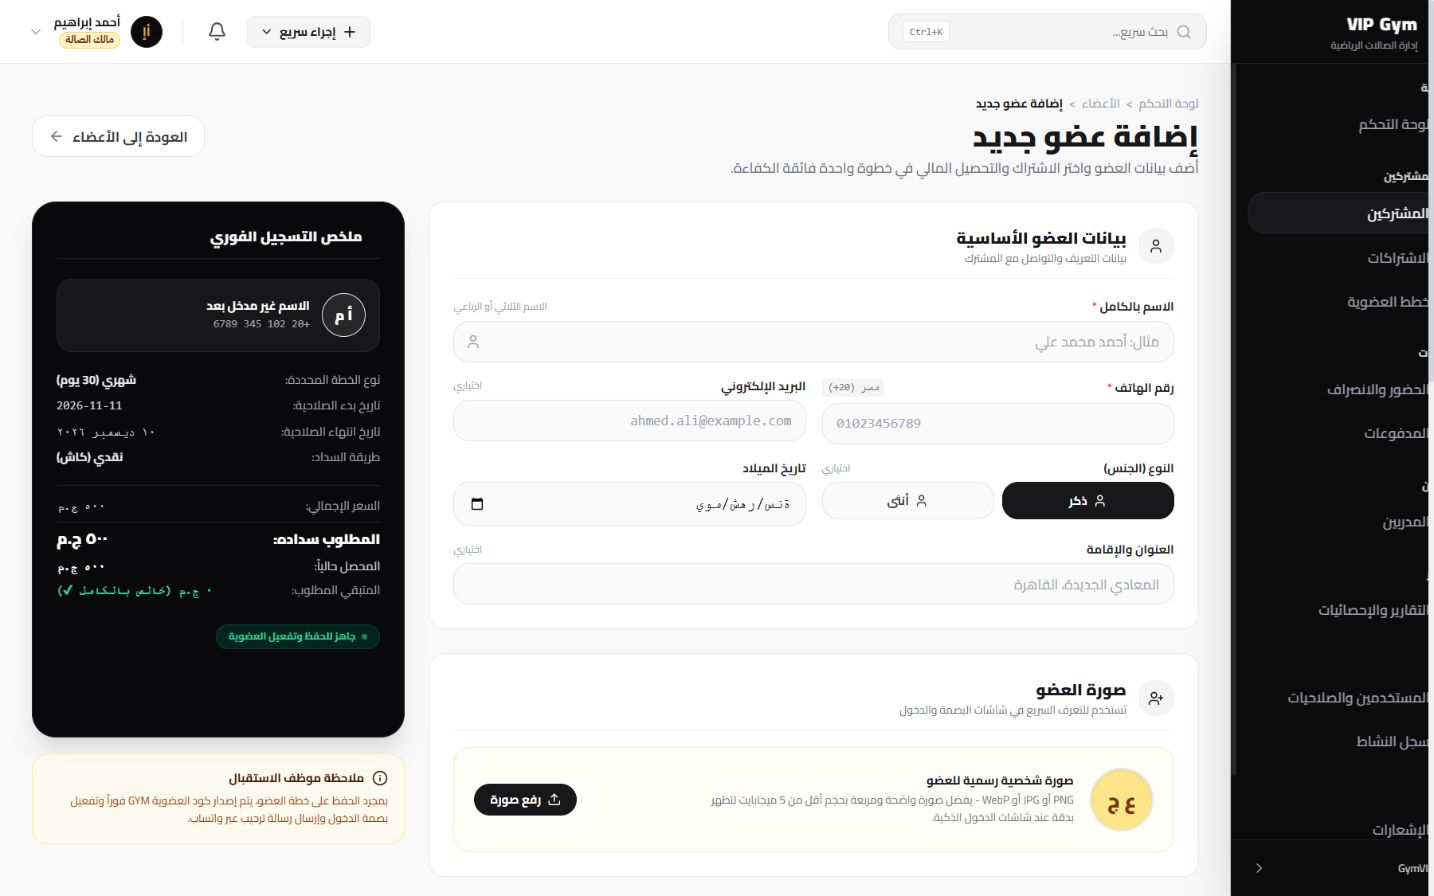 VIP Gym
إدارة الصالات الرياضية
لوحة التحكم
مشتركين
المشتركين
الاشتراكات
خطط العضوية
الحضور والانصراف
المدفوعات
المدربين
التقارير والإحصائيات
المستخدمين والصلاحيات
سجل النشاط
الإشعارات
GymVI
بحث سريع... Ctrl+K
+ إجراء سريع
أإ
أحمد إبراهيم
مالك الصالة
لوحة التحكم > الأعضاء > إضافة عضو جديد
إضافة عضو جديد
أضف بيانات العضو واختر الاشتراك والتحصيل المالي في خطوة واحدة فائقة الكفاءة.
العودة إلى الأعضاء
بيانات العضو الأساسية
بيانات التعريف والتواصل مع المشترك
الاسم بالكامل * الاسم الثلاثي أو الرباعي
مثال: أحمد محمد علي
رقم الهاتف * مصر (20+)
01023456789
البريد الإلكتروني اختياري
ahmed.ali@example.com
النوع (الجنس) اختياري
ذكر
أنثى
تاريخ الميلاد
العنوان والإقامة اختياري
المعادي الجديدة، القاهرة
صورة العضو
تستخدم للتعرف السريع في شاشات البصمة والدخول
ع ج
صورة شخصية رسمية للعضو
PNG أو JPG أو WebP - يفضل صورة واضحة ومربعة بحجم أقل من 5 ميجابايت لتظهر
بدقة عند شاشات الدخول الذكية.
رفع صورة
ملخص التسجيل الفوري
أ م
الاسم غير مدخل بعد
+20 102 345 6789
نوع الخطة المحددة: شهري (30 يوم)
تاريخ بدء الصلاحية: 2026-11-11
تاريخ انتهاء الصلاحية: ١٠ ديسمبر ٢٠٢٦
طريقة السداد: نقدي (كاش)
السعر الإجمالي: ٥٠٠ ج.م
المطلوب سداده: ٥٠٠ ج.م
المحصل حالياً: ٥٠٠ ج.م
المتبقي المطلوب: ٠ ج.م (خالص بالكامل ✓)
جاهز للحفظ وتفعيل العضوية
ملاحظة موظف الاستقبال
بمجرد الحفظ على خطة العضو، يتم إصدار كود العضوية GYM فوراً وتفعيل
بصمة الدخول وإرسال رسالة ترحيب عبر واتساب.